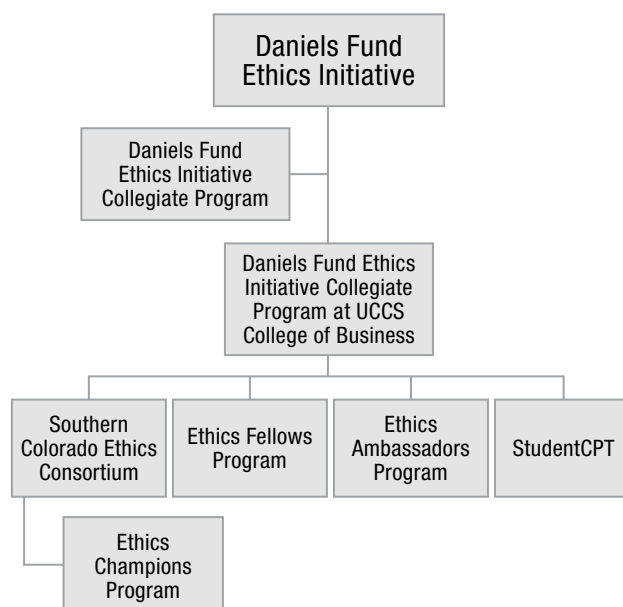 Daniels Fund
Ethics Initiative
Daniels Fund
Ethics Initiative
Collegiate Program
Daniels Fund Ethics
Initiative Collegiate
Program at UCCS
College of Business
Southern
Colorado Ethics
Consortium
Ethics Fellows
Program
Ethics
Ambassadors
Program
StudentCPT
Ethics
Champions
Program